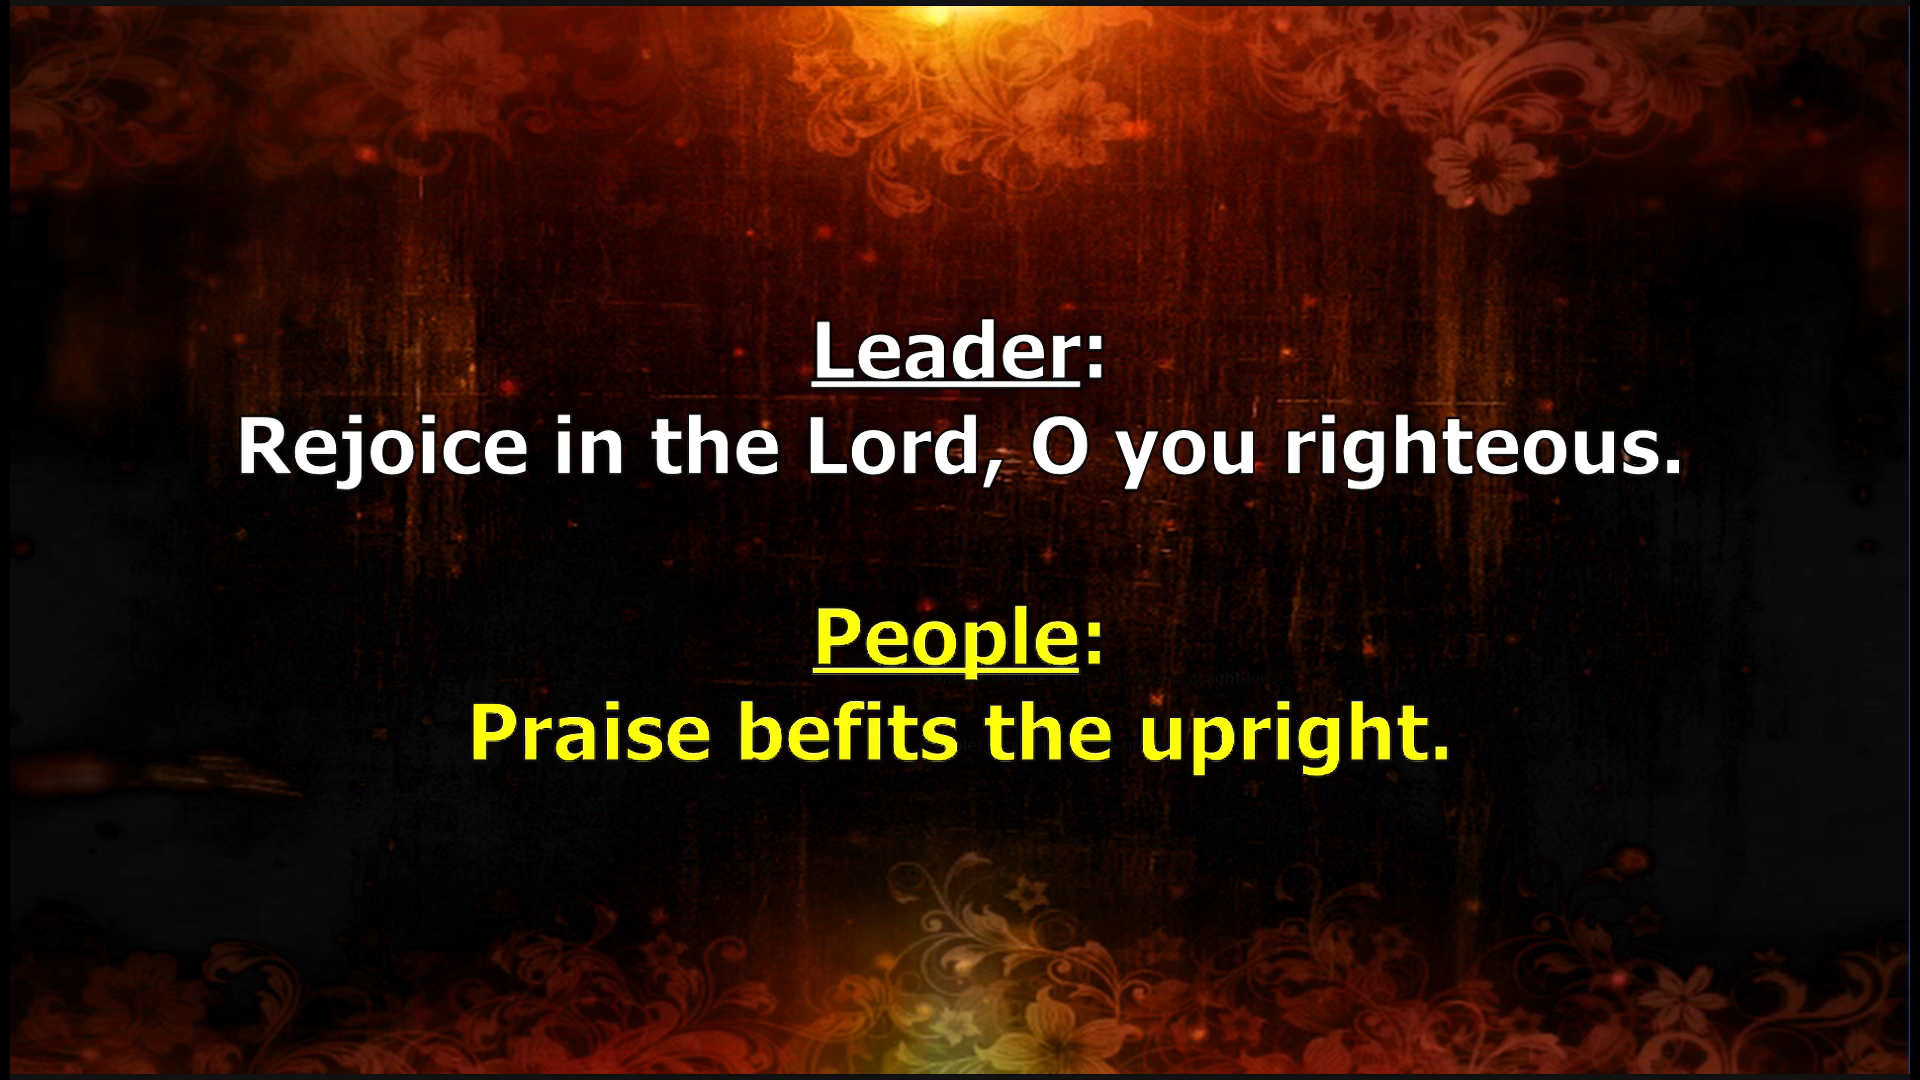 Leader:
Rejoice in the Lord, O you righteous.
People:
Praise befits the upright.